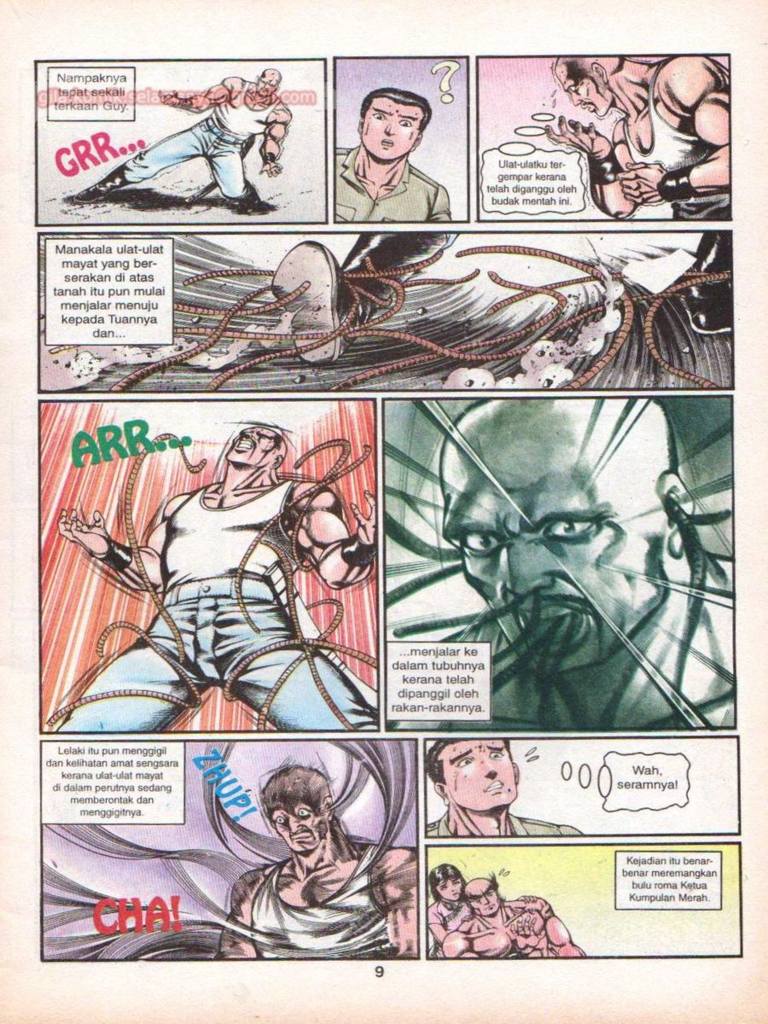 Nampaknya
tepat sekali
terkaan Guy.
GRR...
?
Ulat-ulatku ter-
gempar kerana
telah diganggu oleh
budak mentah ini.
Manakala ulat-ulat
mayat yang ber-
serakan di atas
tanah itu pun mulai
menjalar menuju
kepada Tuannya
dan...
ARR...
...menjalar ke
dalam tubuhnya
kerana telah
dipanggil oleh
rakan-rakannya.
Lelaki itu pun menggigil
dan kelihatan amat sengsara
kerana ulat-ulat mayat
di dalam perutnya sedang
memberontak dan
menggigitnya.
ZHUP!
CHA!
Wah,
seramnya!
Kejadian itu benar-
benar meremangkan
bulu roma Ketua
Kumpulan Merah.
9